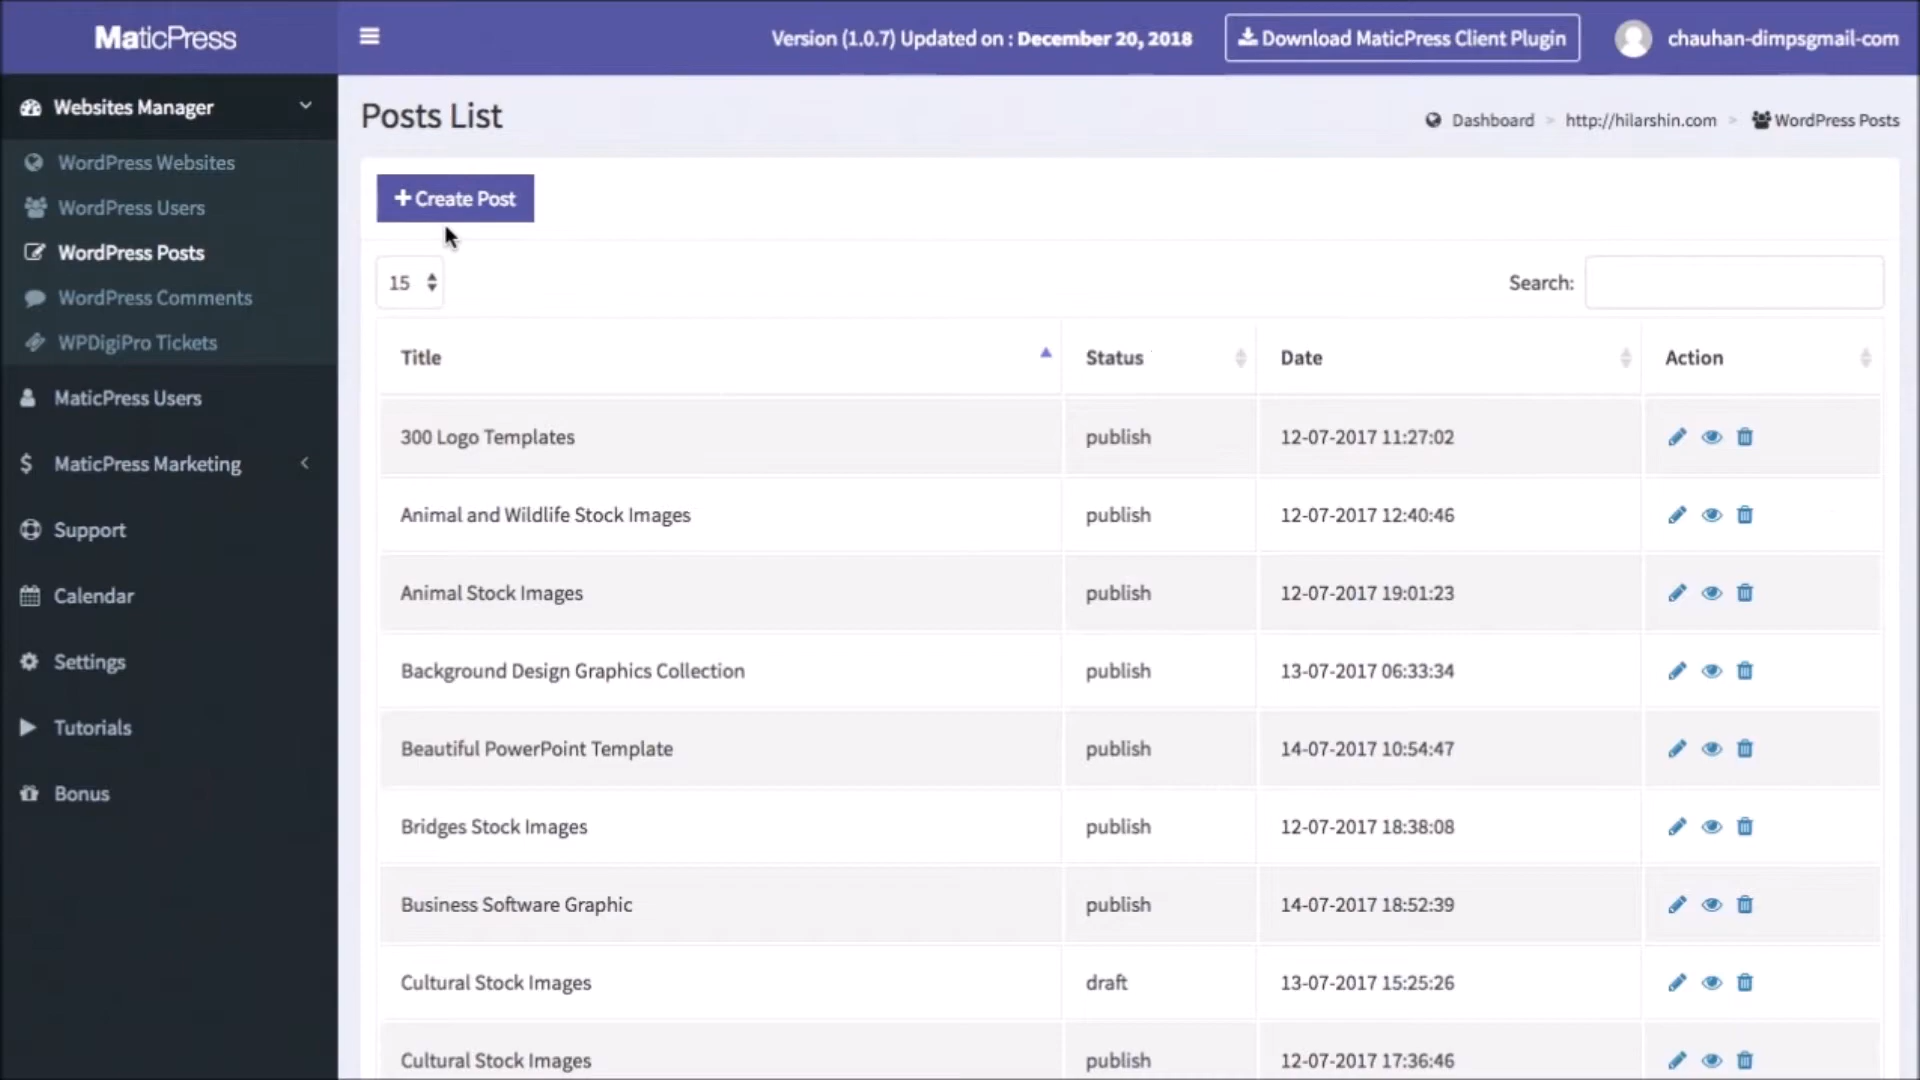 MaticPress
Version (1.0.7) Updated on : December 20, 2018
Download MaticPress Client Plugin
chauhan-dimpsgmail-com
Websites Manager
WordPress Websites
WordPress Users
WordPress Posts
WordPress Comments
WPDigiPro Tickets
MaticPress Users
$ MaticPress Marketing
Support
Calendar
Settings
Tutorials
Bonus
Posts List
Dashboard > http://hilarshin.com > WordPress Posts
+ Create Post
15
Search:
Title Status Date Action
300 Logo Templates publish 12-07-2017 11:27:02
Animal and Wildlife Stock Images publish 12-07-2017 12:40:46
Animal Stock Images publish 12-07-2017 19:01:23
Background Design Graphics Collection publish 13-07-2017 06:33:34
Beautiful PowerPoint Template publish 14-07-2017 10:54:47
Bridges Stock Images publish 12-07-2017 18:38:08
Business Software Graphic publish 14-07-2017 18:52:39
Cultural Stock Images draft 13-07-2017 15:25:26
Cultural Stock Images publish 12-07-2017 17:36:46